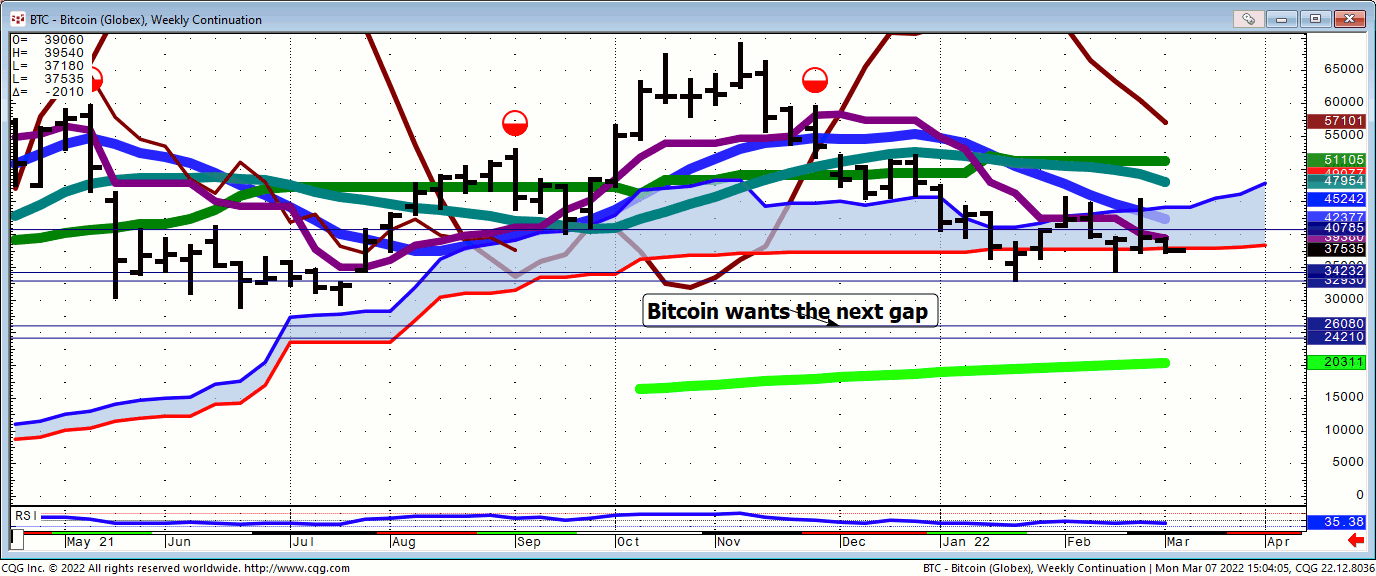 BTC - Bitcoin (Globex), Weekly Continuation
O= 39060
H= 39540
L= 37180
L= 37535
Δ= -2010
65000
60000
57101
55000
51105
47954
45242
42377
40785
37535
34232
32930
30000
26080
24210
20311
15000
10000
5000
0
Bitcoin wants the next gap
RSI
35.38
May 21 Jun Jul Aug Sep Oct Nov Dec Jan 22 Feb Mar Apr
CQG Inc. © 2022 All rights reserved worldwide. http://www.cqg.com
BTC - Bitcoin (Globex), Weekly Continuation | Mon Mar 07 2022 15:04:05, CQG 22.12.8036